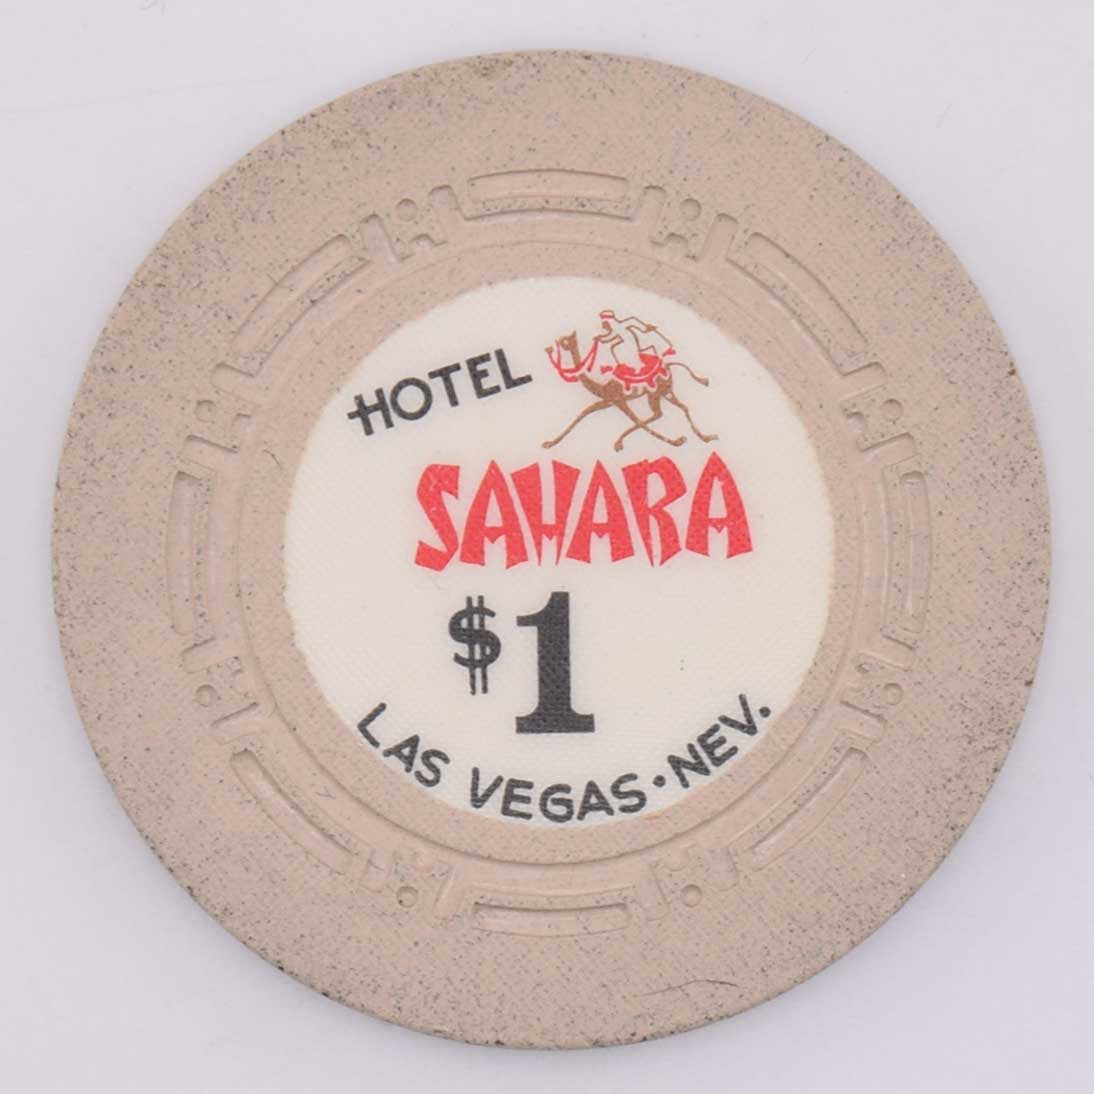 HOTEL
SAHARA
$1
LAS VEGAS·NEV.